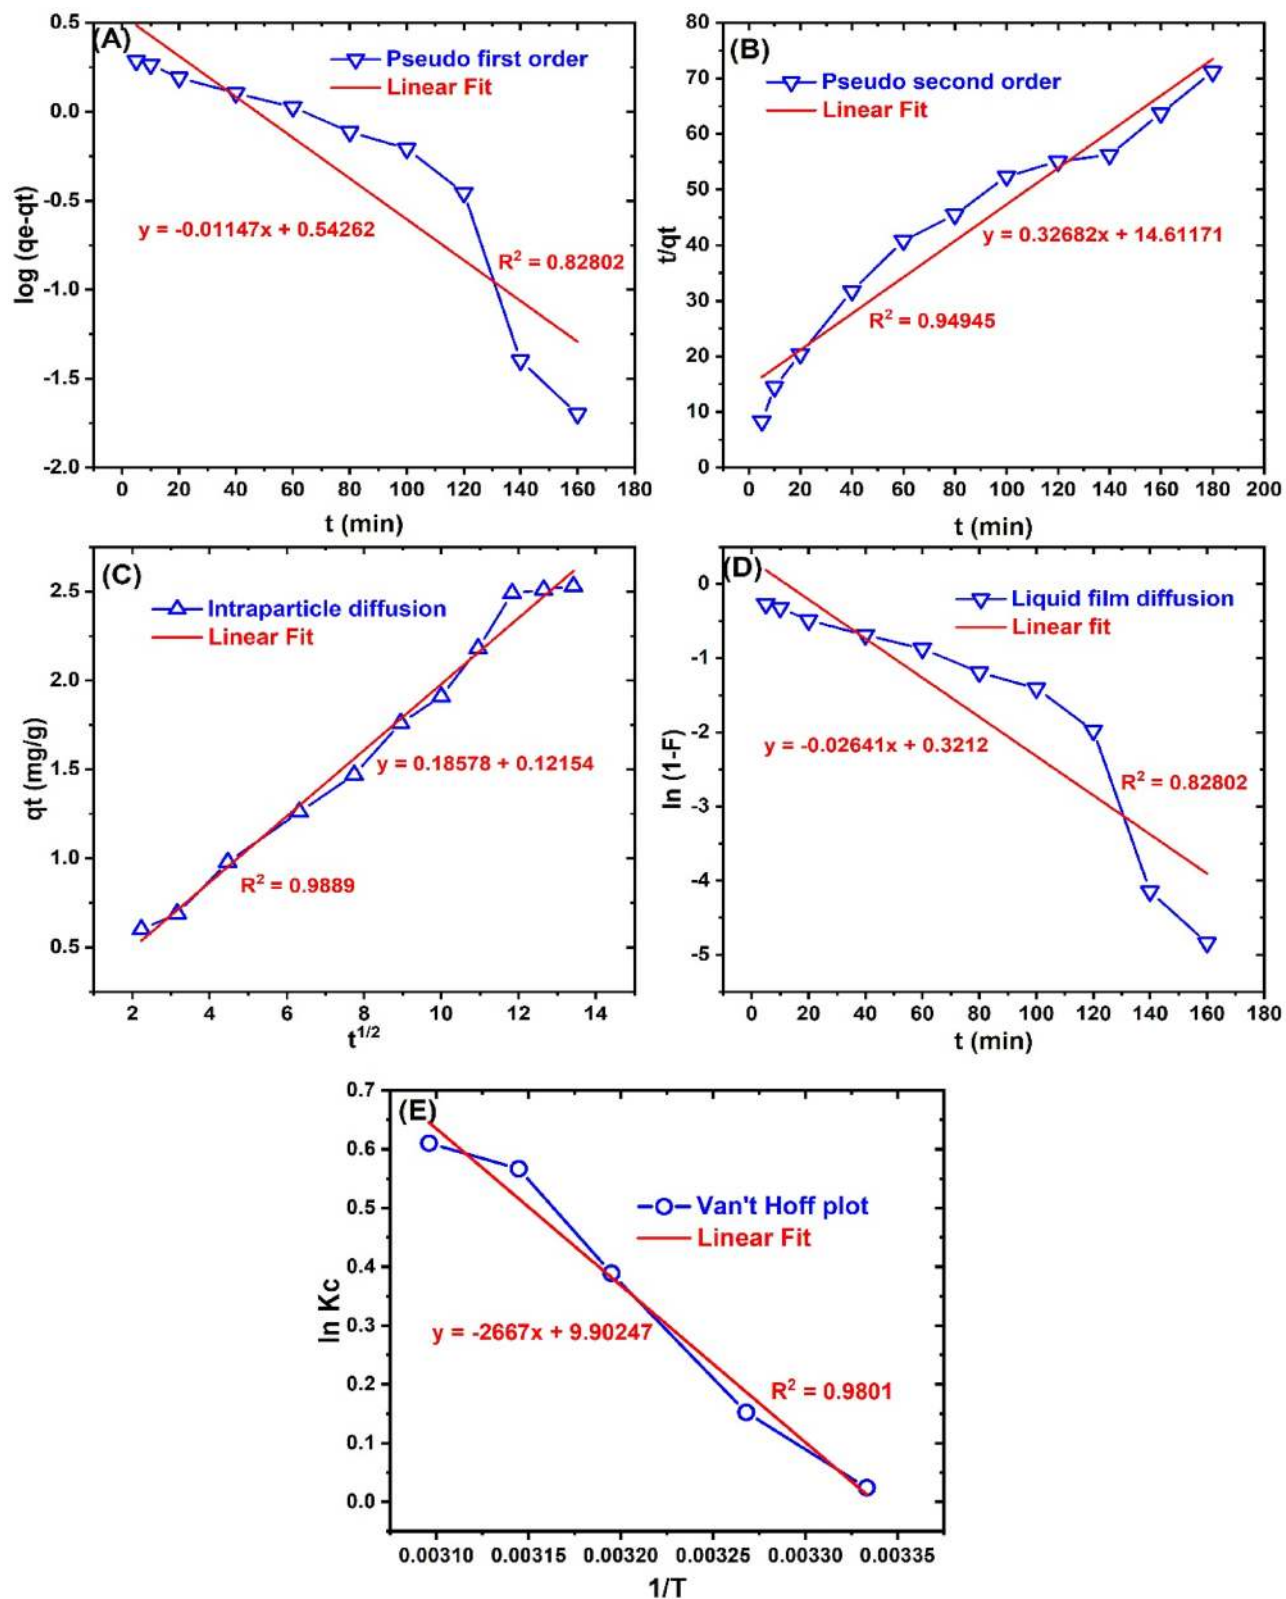 (A)
Pseudo first order
Linear Fit
y = -0.01147x + 0.54262
R² = 0.82802
log (qe-qt)
0.5
0.0
-0.5
-1.0
-1.5
-2.0
0 20 40 60 80 100 120 140 160 180
t (min)
(B)
Pseudo second order
Linear Fit
y = 0.32682x + 14.61171
R² = 0.94945
t/qt
80
70
60
50
40
30
20
10
0
0 20 40 60 80 100 120 140 160 180 200
t (min)
(C)
Intraparticle diffusion
Linear Fit
y = 0.18578 + 0.12154
R² = 0.9889
qt (mg/g)
2.5
2.0
1.5
1.0
0.5
2 4 6 8 10 12 14
t^1/2
(D)
Liquid film diffusion
Linear fit
y = -0.02641x + 0.3212
R² = 0.82802
ln (1-F)
0
-1
-2
-3
-4
-5
0 20 40 60 80 100 120 140 160 180
t (min)
(E)
Van't Hoff plot
Linear Fit
y = -2667x + 9.90247
R² = 0.9801
ln Kc
0.7
0.6
0.5
0.4
0.3
0.2
0.1
0.0
0.00310 0.00315 0.00320 0.00325 0.00330 0.00335
1/T